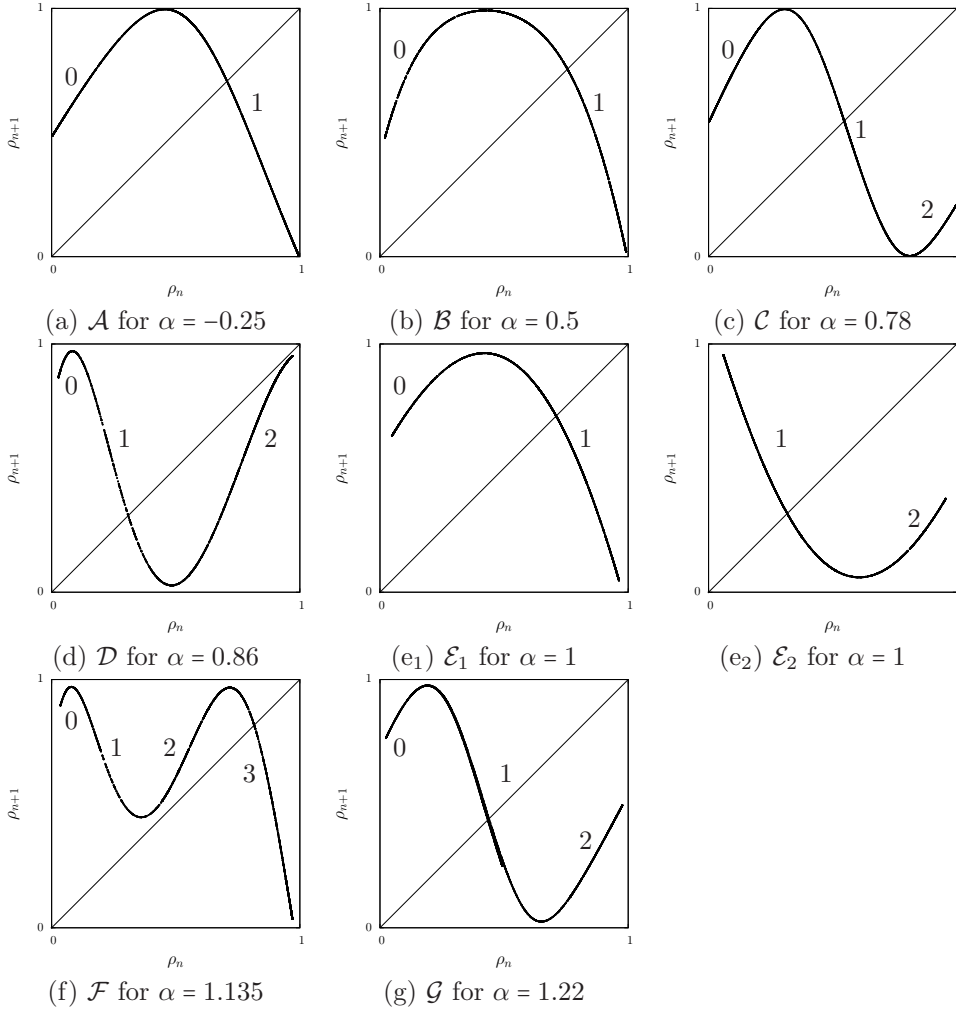 1
0
ρn+1
0
1
0
1
ρn
(a) 𝒜 for α = −0.25
1
0
ρn+1
1
0
0
1
ρn
(b) ℬ for α = 0.5
1
0
ρn+1
1
2
0
0
ρn
(c) 𝒞 for α = 0.78
1
0
ρn+1
1
2
0
0
1
ρn
(d) 𝒟 for α = 0.86
1
0
ρn+1
1
0
0
1
ρn
(e1) ℰ1 for α = 1
1
ρn+1
1
2
0
0
ρn
(e2) ℰ2 for α = 1
1
0
ρn+1
1
2
3
0
0
1
ρn
(f) ℱ for α = 1.135
1
0
ρn+1
1
2
0
0
1
ρn
(g) 𝒢 for α = 1.22